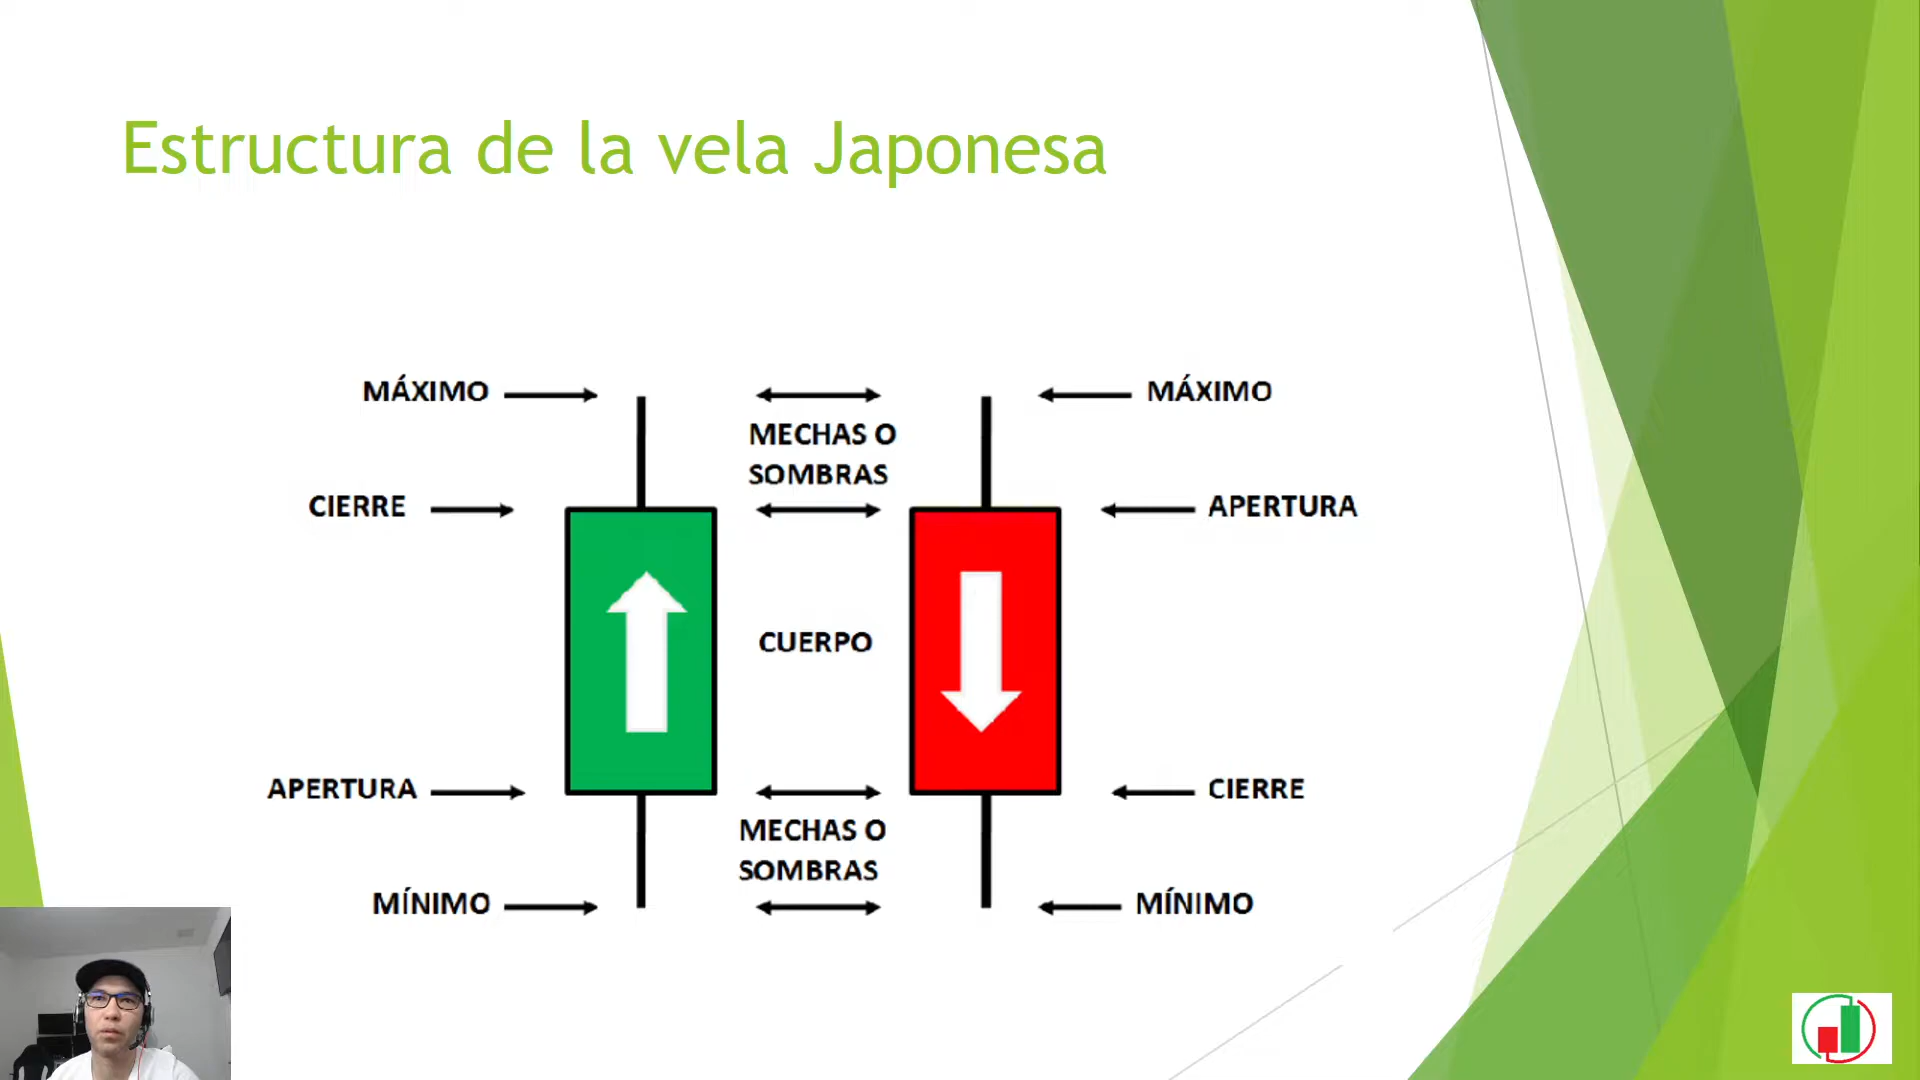 Estructura de la vela Japonesa
MÁXIMO
MÁXIMO
MECHAS O
SOMBRAS
CIERRE
APERTURA
CUERPO
APERTURA
CIERRE
MECHAS O
SOMBRAS
MÍNIMO
MÍNIMO